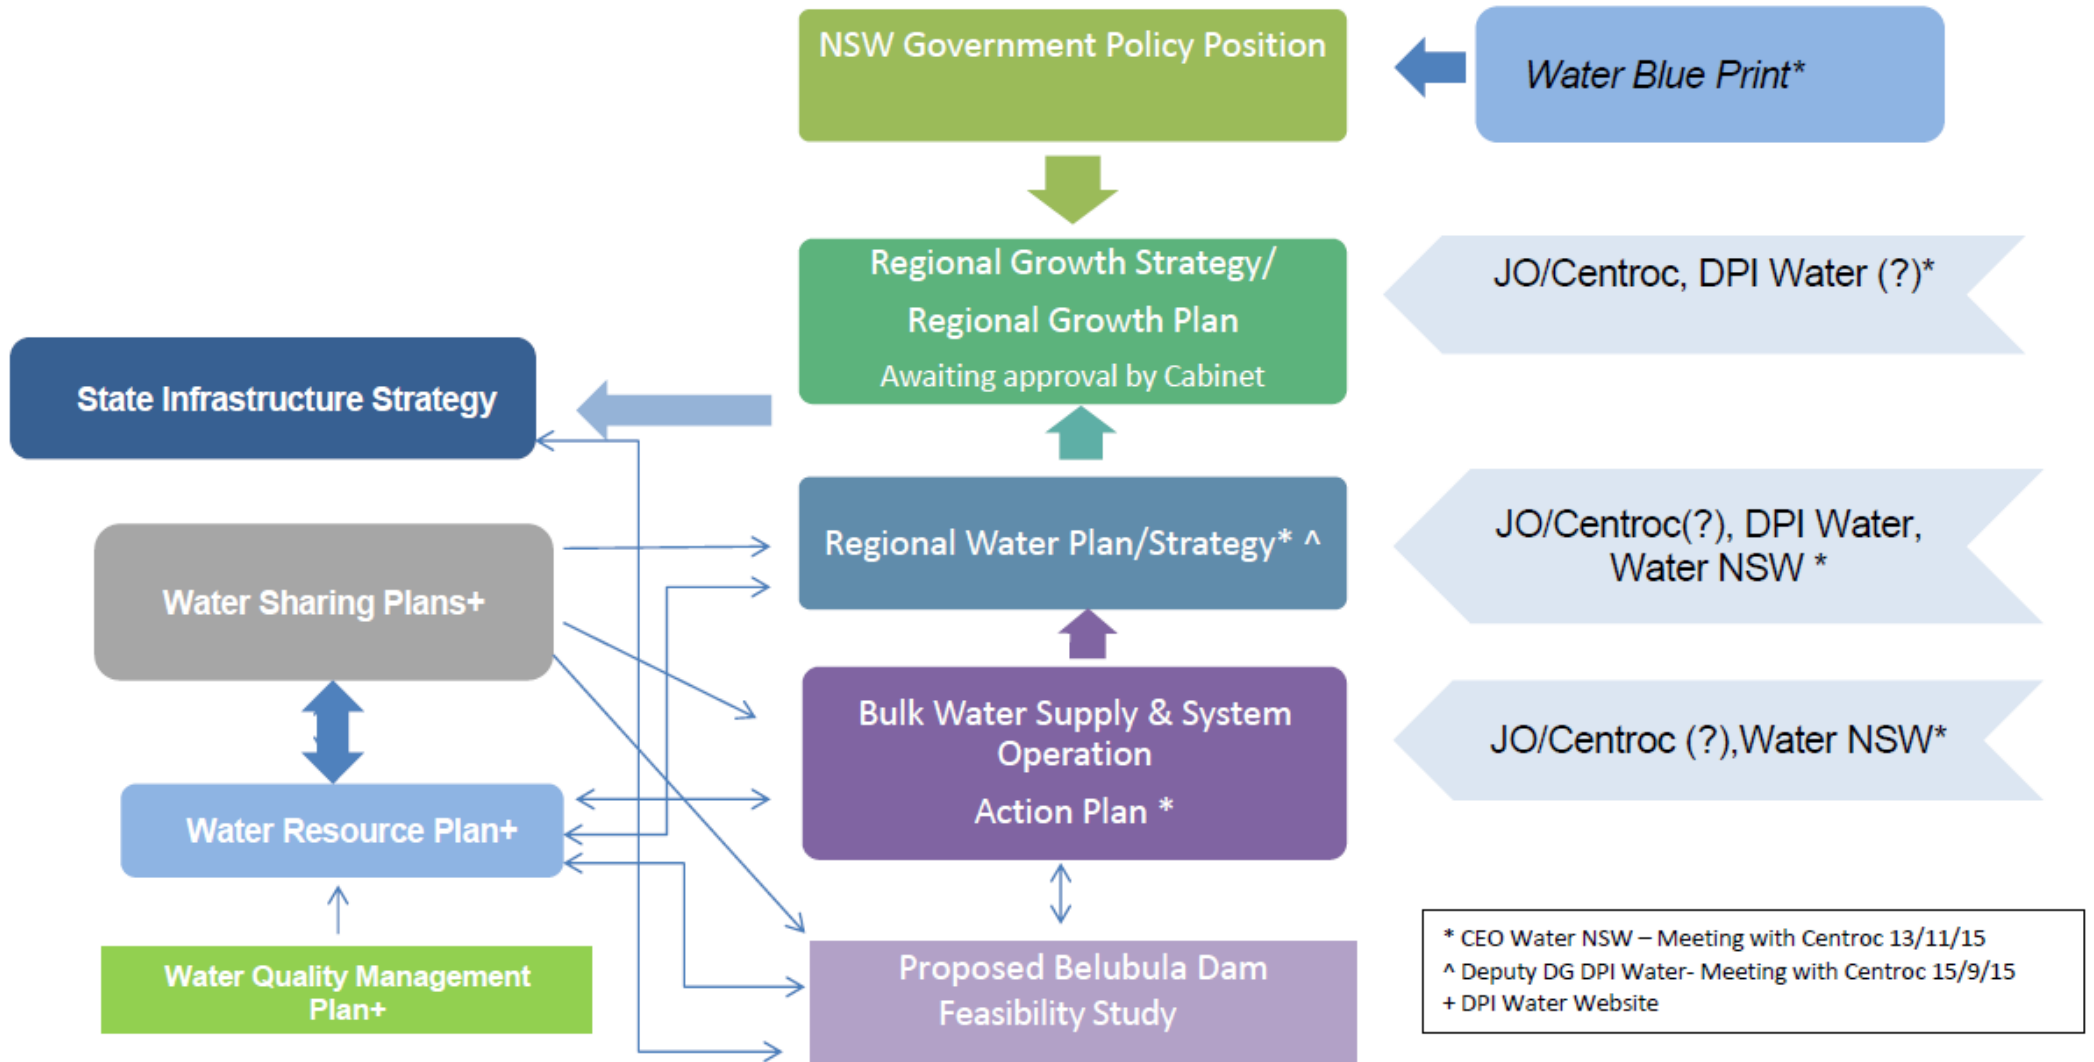 NSW Government Policy Position
Water Blue Print*
Regional Growth Strategy/
Regional Growth Plan
Awaiting approval by Cabinet
JO/Centroc, DPI Water (?)*
State Infrastructure Strategy
Regional Water Plan/Strategy* ^
JO/Centroc(?), DPI Water,
Water NSW *
Water Sharing Plans+
Bulk Water Supply & System
Operation
Action Plan *
JO/Centroc (?),Water NSW*
Water Resource Plan+
Water Quality Management
Plan+
Proposed Belubula Dam
Feasibility Study
* CEO Water NSW – Meeting with Centroc 13/11/15
^ Deputy DG DPI Water- Meeting with Centroc 15/9/15
+ DPI Water Website